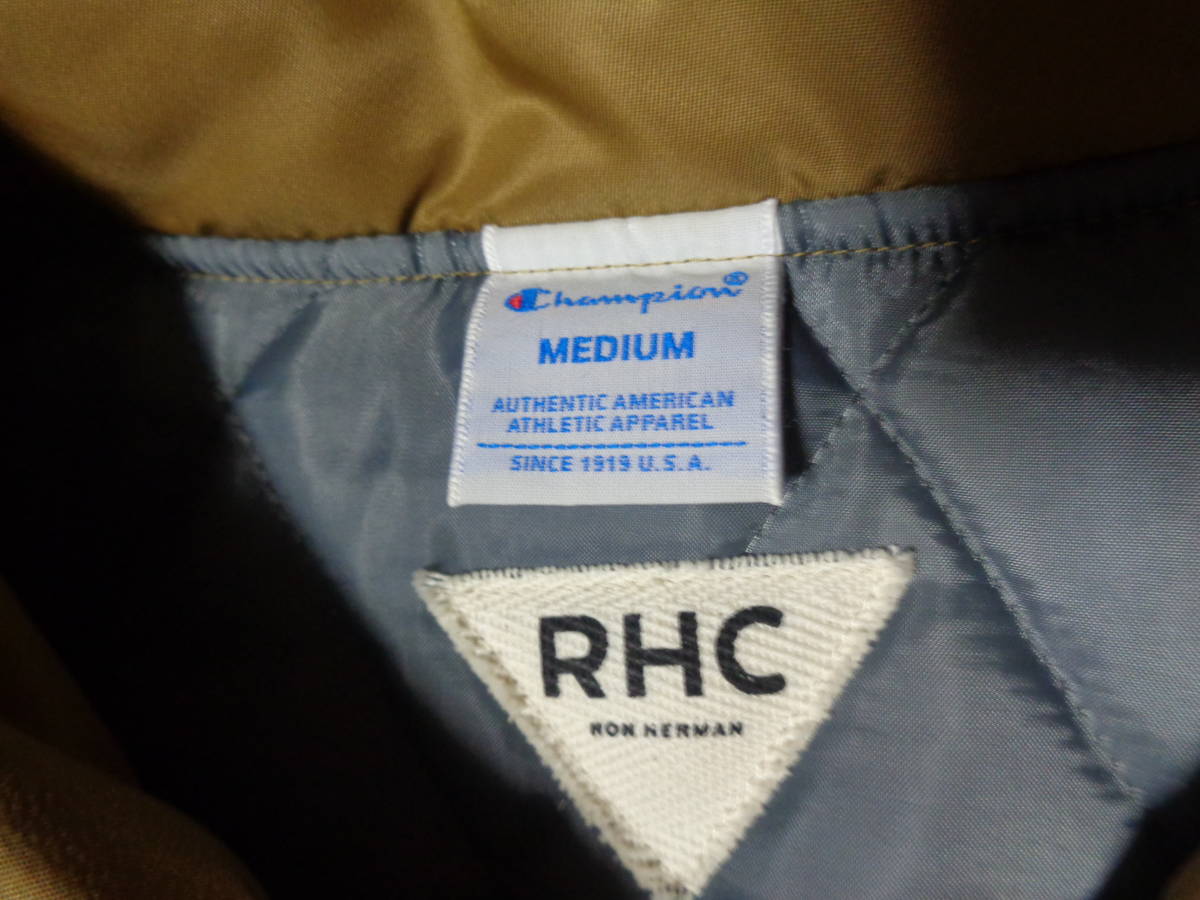 Champion®
MEDIUM
AUTHENTIC AMERICAN
ATHLETIC APPAREL
SINCE 1919 U.S.A.
RHC
RON HERMAN